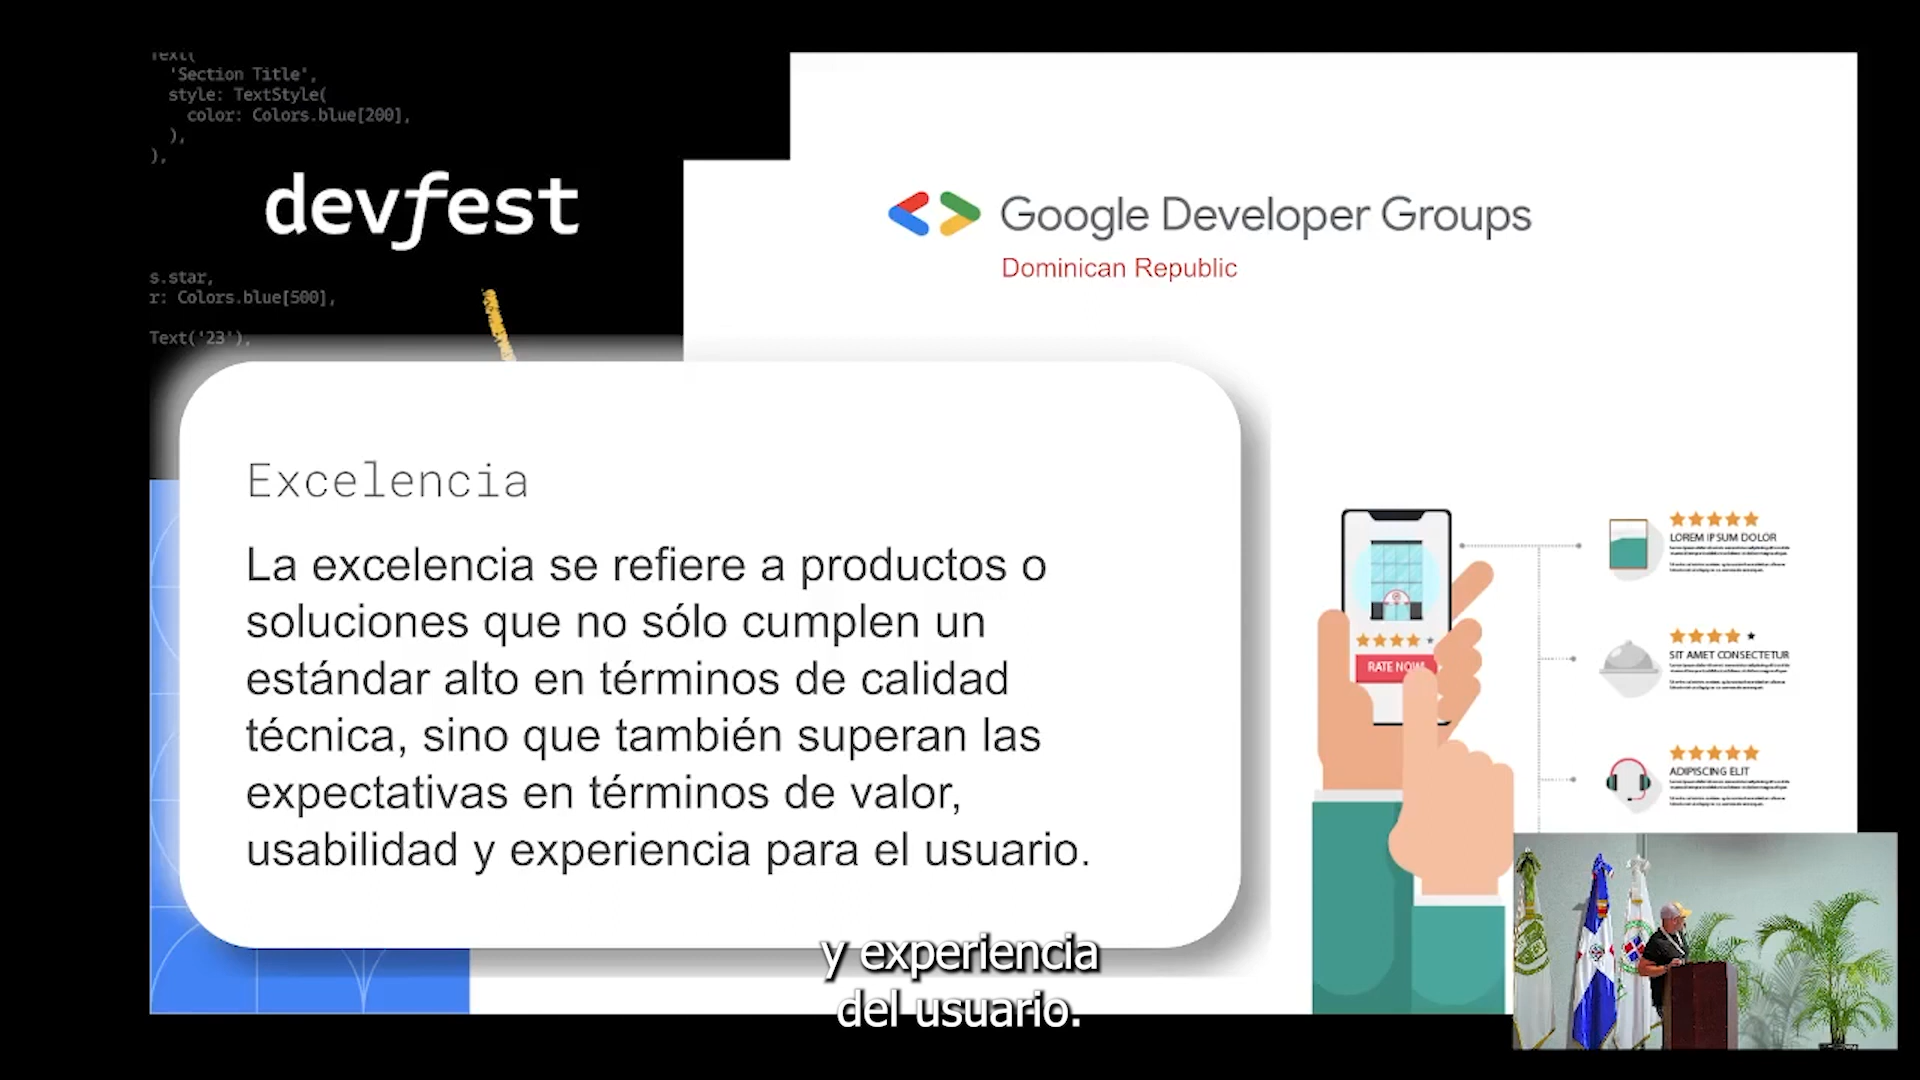 Text(
'Section Title',
style: TextStyle(
color: Colors.blue[200],
),
),
devfest
s.star,
r: Colors.blue[500],
Text('23'),
Google Developer Groups
Dominican Republic
Excelencia
La excelencia se refiere a productos o
soluciones que no sólo cumplen un
estándar alto en términos de calidad
técnica, sino que también superan las
expectativas en términos de valor,
usabilidad y experiencia para el usuario.
RATE NOW
LOREM IPSUM DOLOR
SIT AMET CONSECTETUR
ADIPISCING ELIT
y experiencia
del usuario.